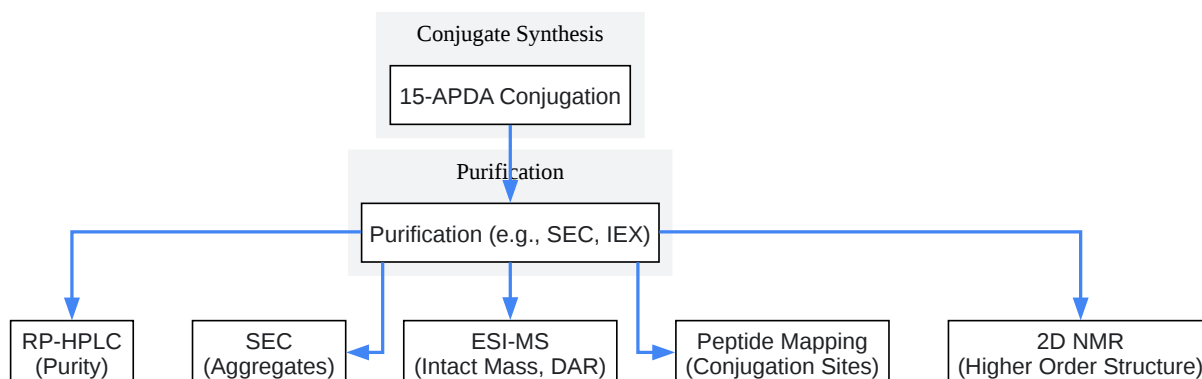 Conjugate Synthesis
15-APDA Conjugation
Purification
Purification (e.g., SEC, IEX)
RP-HPLC
(Purity)
SEC
(Aggregates)
ESI-MS
(Intact Mass, DAR)
Peptide Mapping
(Conjugation Sites)
2D NMR
(Higher Order Structure)